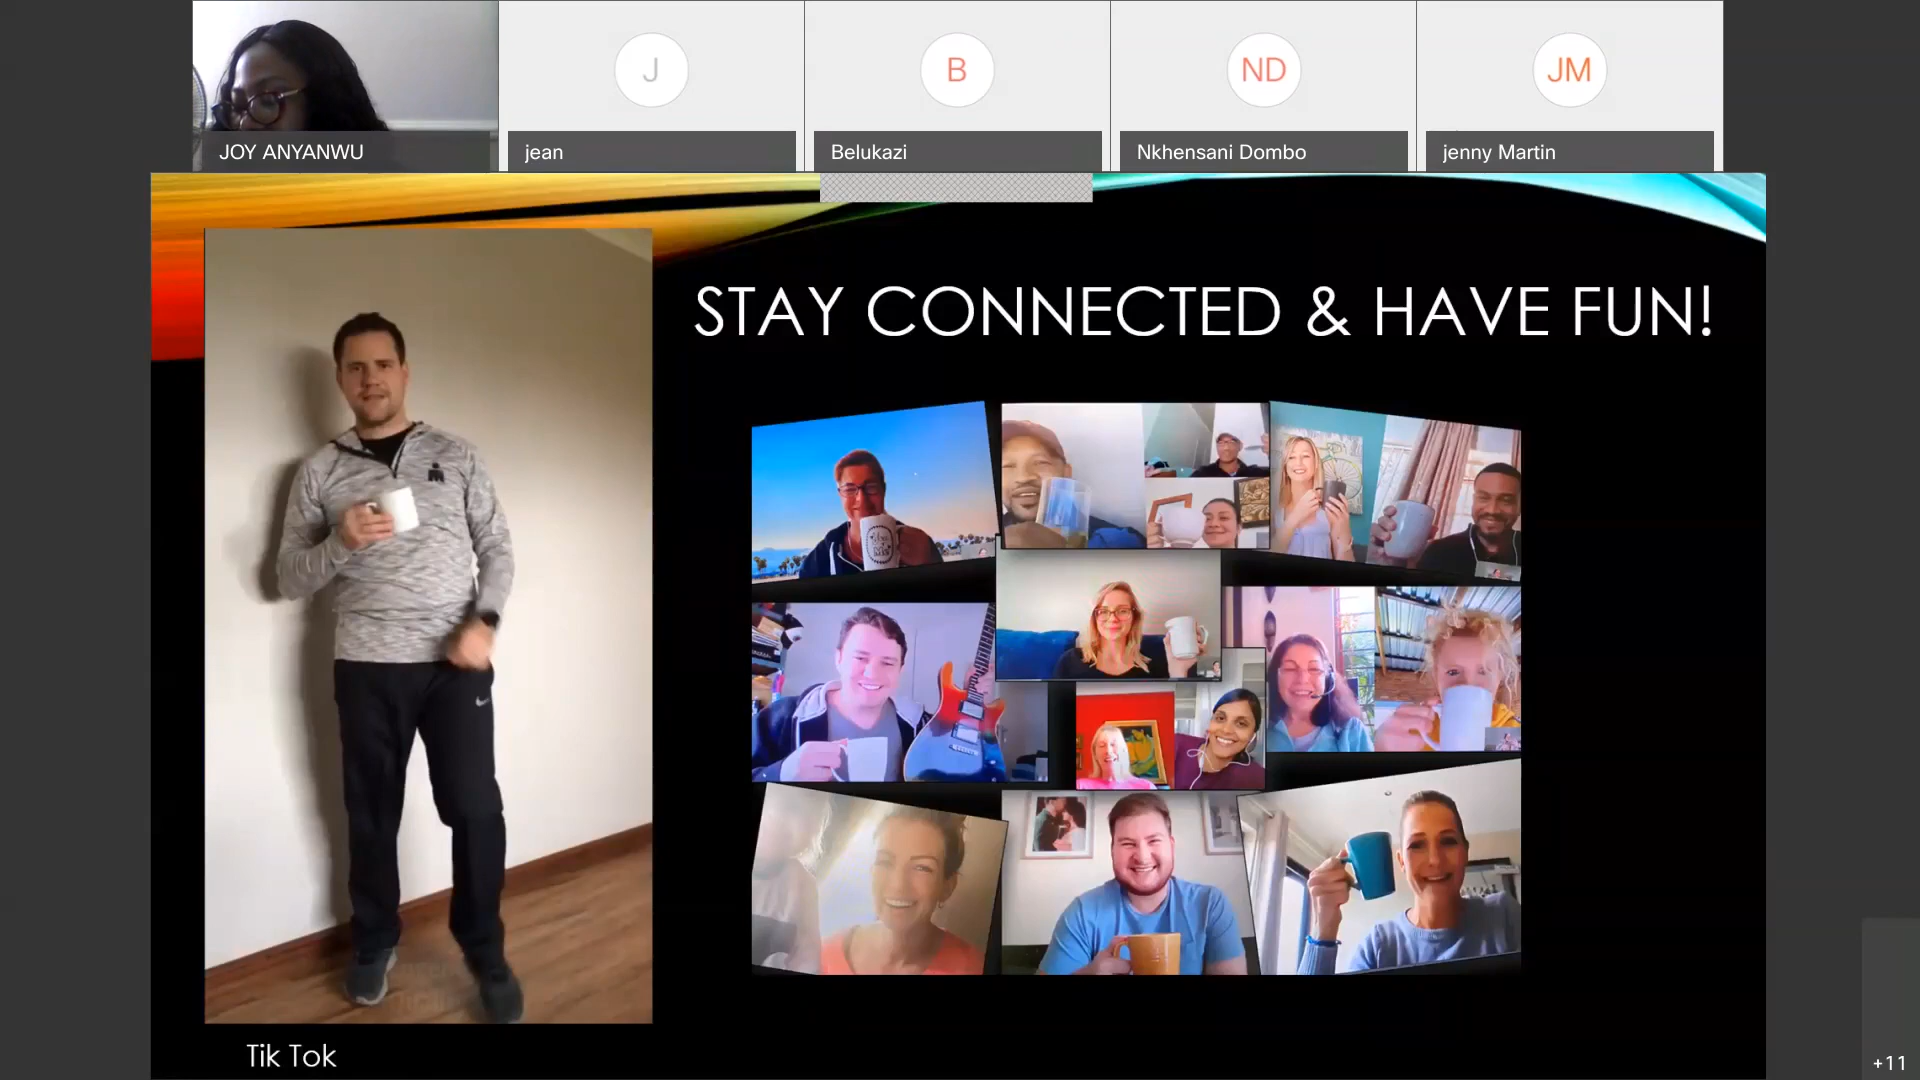 JOY ANYANWU
J
jean
B
Belukazi
ND
Nkhensani Dombo
JM
jenny Martin
STAY CONNECTED & HAVE FUN!
Tik Tok
+11